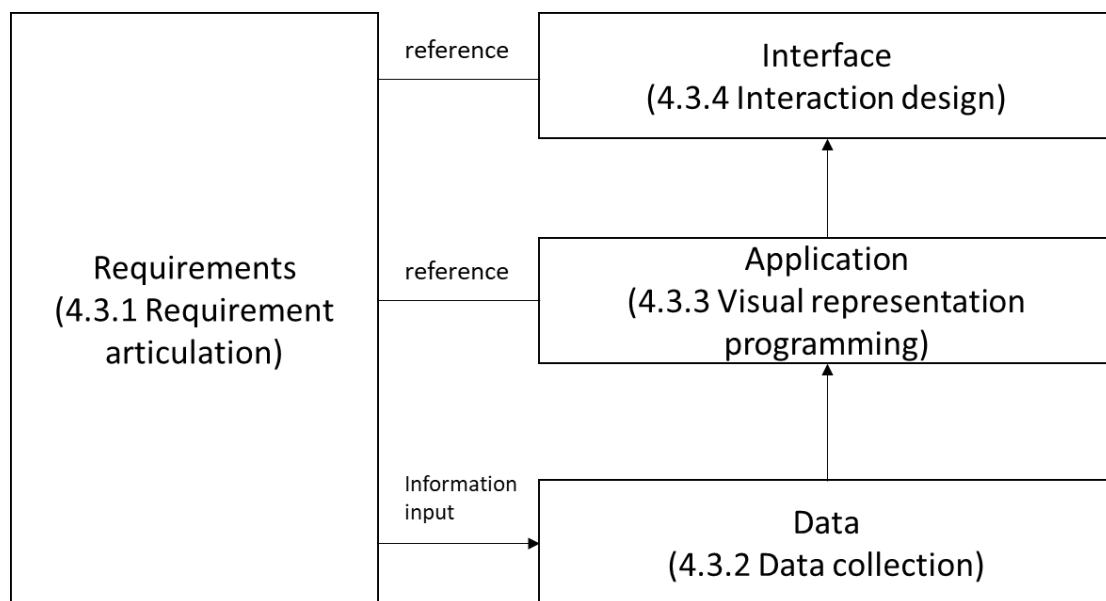 reference
Interface
(4.3.4 Interaction design)
Requirements
(4.3.1 Requirement
articulation)
reference
Application
(4.3.3 Visual representation
programming)
Information
input
Data
(4.3.2 Data collection)